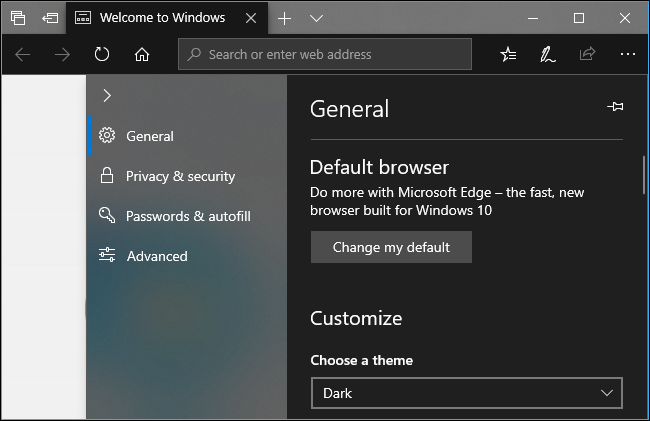 Welcome to Windows
Search or enter web address
General
General
Privacy & security
Passwords & autofill
Advanced
Default browser
Do more with Microsoft Edge – the fast, new
browser built for Windows 10
Change my default
Customize
Choose a theme
Dark